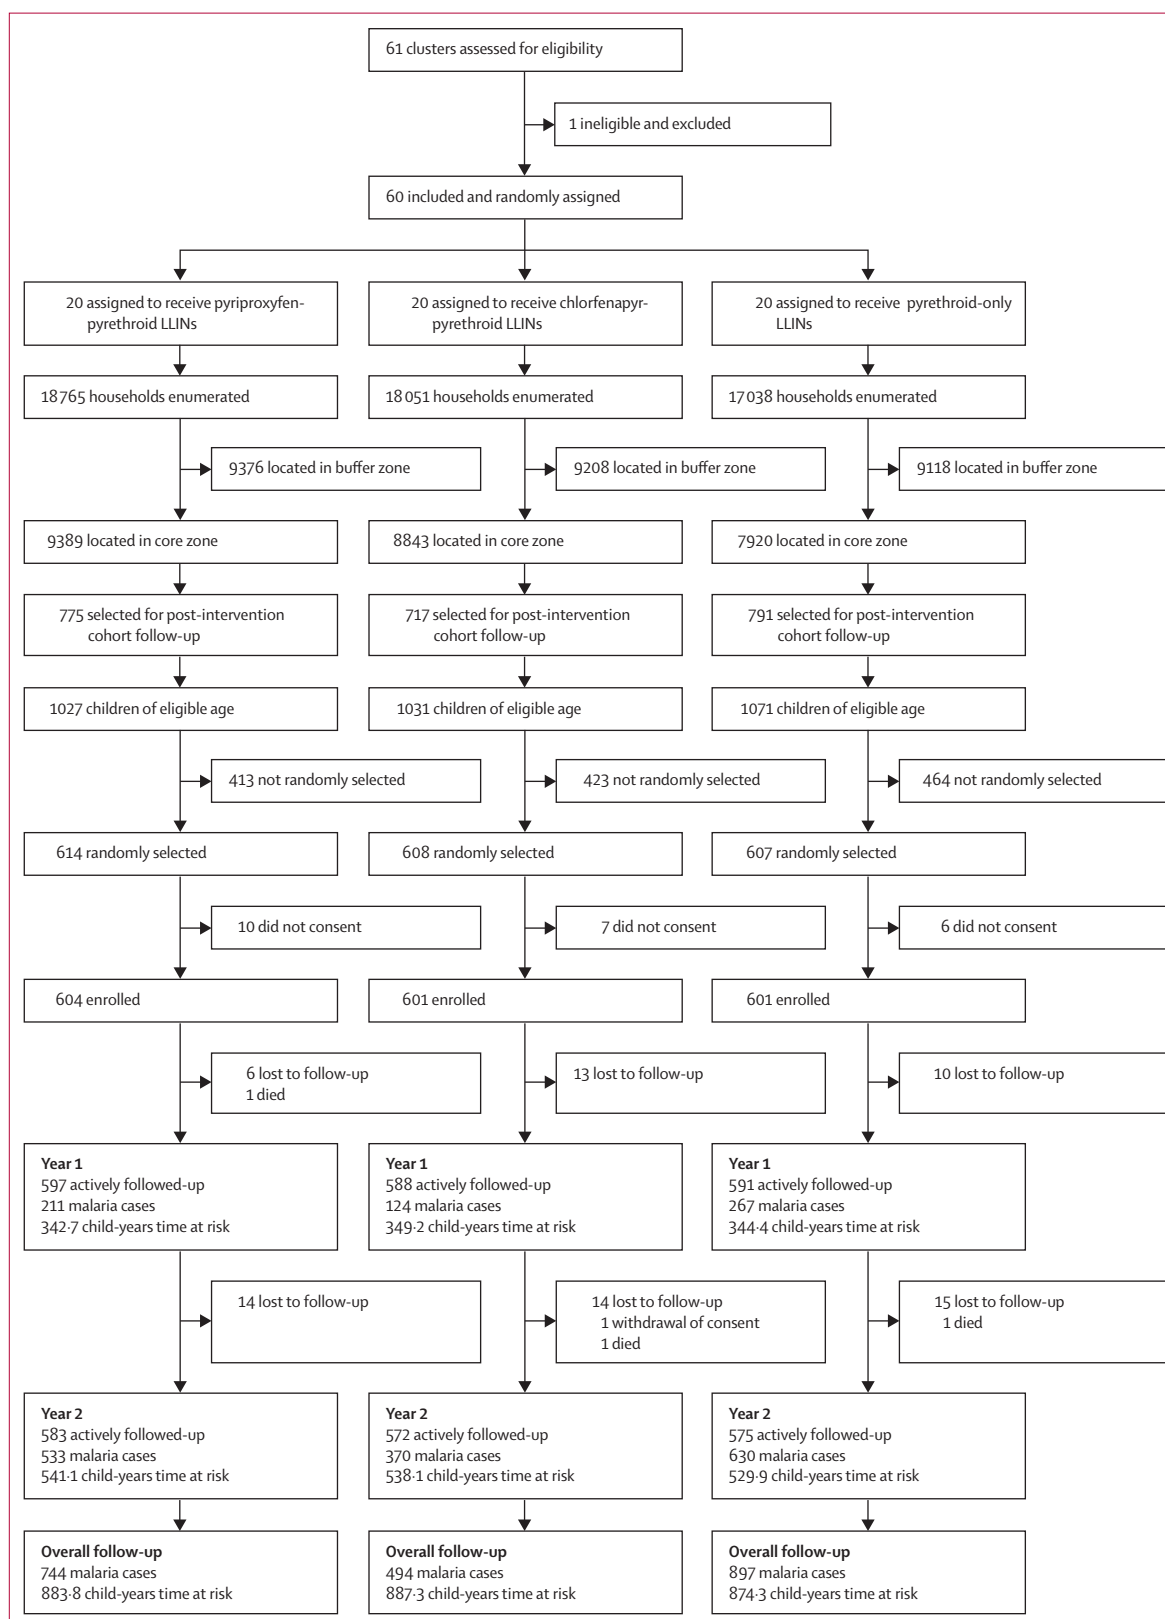 61 clusters assessed for eligibility
1 ineligible and excluded
60 included and randomly assigned
20 assigned to receive pyriproxyfen-
pyrethroid LLINs
20 assigned to receive chlorfenapyr-
pyrethroid LLINs
20 assigned to receive pyrethroid-only
LLINs
18 765 households enumerated
18 051 households enumerated
17 038 households enumerated
9376 located in buffer zone
9208 located in buffer zone
9118 located in buffer zone
9389 located in core zone
8843 located in core zone
7920 located in core zone
775 selected for post-intervention
cohort follow-up
717 selected for post-intervention
cohort follow-up
791 selected for post-intervention
cohort follow-up
1027 children of eligible age
1031 children of eligible age
1071 children of eligible age
413 not randomly selected
423 not randomly selected
464 not randomly selected
614 randomly selected
608 randomly selected
607 randomly selected
10 did not consent
7 did not consent
6 did not consent
604 enrolled
601 enrolled
601 enrolled
6 lost to follow-up
1 died
13 lost to follow-up
10 lost to follow-up
Year 1
597 actively followed-up
211 malaria cases
342·7 child-years time at risk
Year 1
588 actively followed-up
124 malaria cases
349·2 child-years time at risk
Year 1
591 actively followed-up
267 malaria cases
344·4 child-years time at risk
14 lost to follow-up
14 lost to follow-up
1 withdrawal of consent
1 died
15 lost to follow-up
1 died
Year 2
583 actively followed-up
533 malaria cases
541·1 child-years time at risk
Year 2
572 actively followed-up
370 malaria cases
538·1 child-years time at risk
Year 2
575 actively followed-up
630 malaria cases
529·9 child-years time at risk
Overall follow-up
744 malaria cases
883·8 child-years time at risk
Overall follow-up
494 malaria cases
887·3 child-years time at risk
Overall follow-up
897 malaria cases
874·3 child-years time at risk